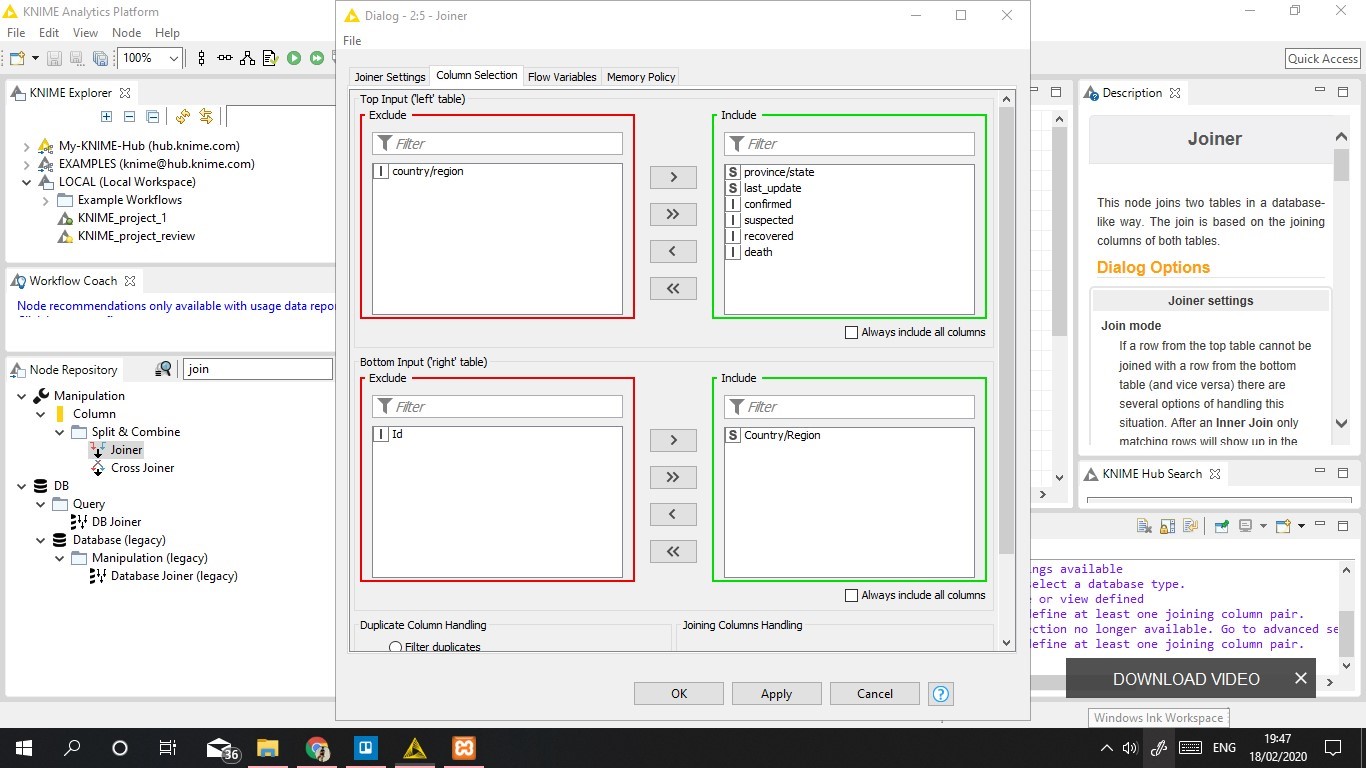 KNIME Analytics Platform
File Edit View Node Help
100%
Quick Access
KNIME Explorer
My-KNIME-Hub (hub.knime.com)
EXAMPLES (knime@hub.knime.com)
LOCAL (Local Workspace)
Example Workflows
KNIME_project_1
KNIME_project_review
Workflow Coach
Node recommendations only available with usage data repor
Node Repository
join
Manipulation
Column
Split & Combine
Joiner
Cross Joiner
DB
Query
DB Joiner
Database (legacy)
Manipulation (legacy)
Database Joiner (legacy)
Dialog - 2:5 - Joiner
File
Joiner Settings Column Selection Flow Variables Memory Policy
Top Input ('left' table)
Exclude
Filter
I country/region
>
>>
<
<<
Include
Filter
S province/state
S last_update
I confirmed
I suspected
I recovered
I death
Always include all columns
Bottom Input ('right' table)
Exclude
Filter
I Id
>
>>
<
<<
Include
Filter
S Country/Region
Always include all columns
Duplicate Column Handling
Filter duplicates
Joining Columns Handling
OK Apply Cancel ?
Description
Joiner
This node joins two tables in a database-
like way. The join is based on the joining
columns of both tables.
Dialog Options
Joiner settings
Join mode
If a row from the top table cannot be
joined with a row from the bottom
table (and vice versa) there are
several options of handling this
situation. After an Inner Join only
matching rows will show up in the
KNIME Hub Search
ngs available
elect a database type.
e or view defined
efine at least one joining column pair.
ction no longer available. Go to advanced se
efine at least one joining column pair.
DOWNLOAD VIDEO
Windows Ink Workspace
36
ENG
19:47
18/02/2020